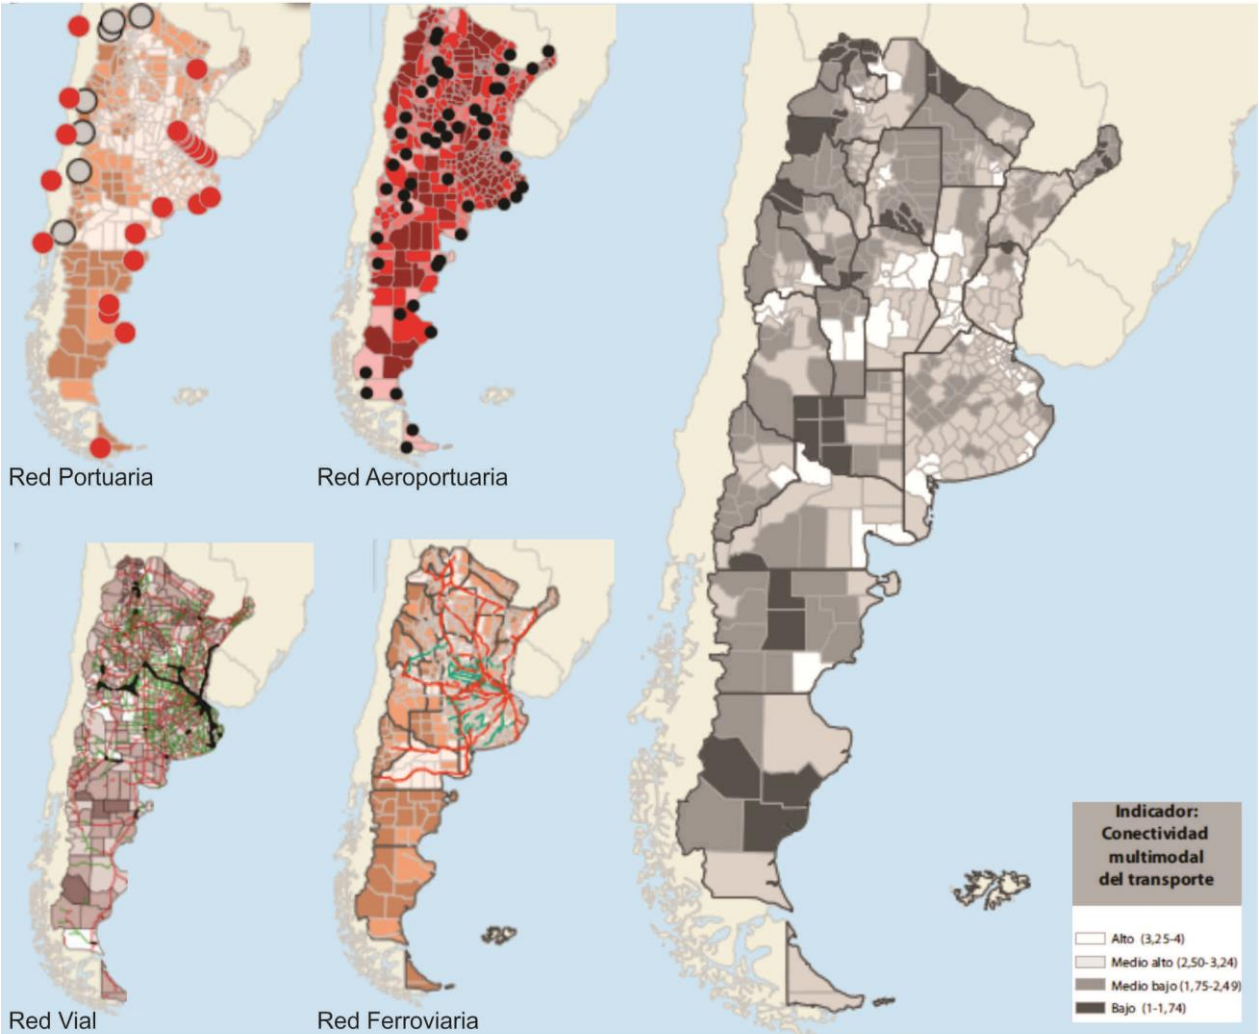 Red Portuaria
Red Aeroportuaria
Red Vial
Red Ferroviaria
Indicador:
Conectividad
multimodal
del transporte
Alto (3,25-4)
Medio alto (2,50-3,24)
Medio bajo (1,75-2,49)
Bajo (1-1,74)